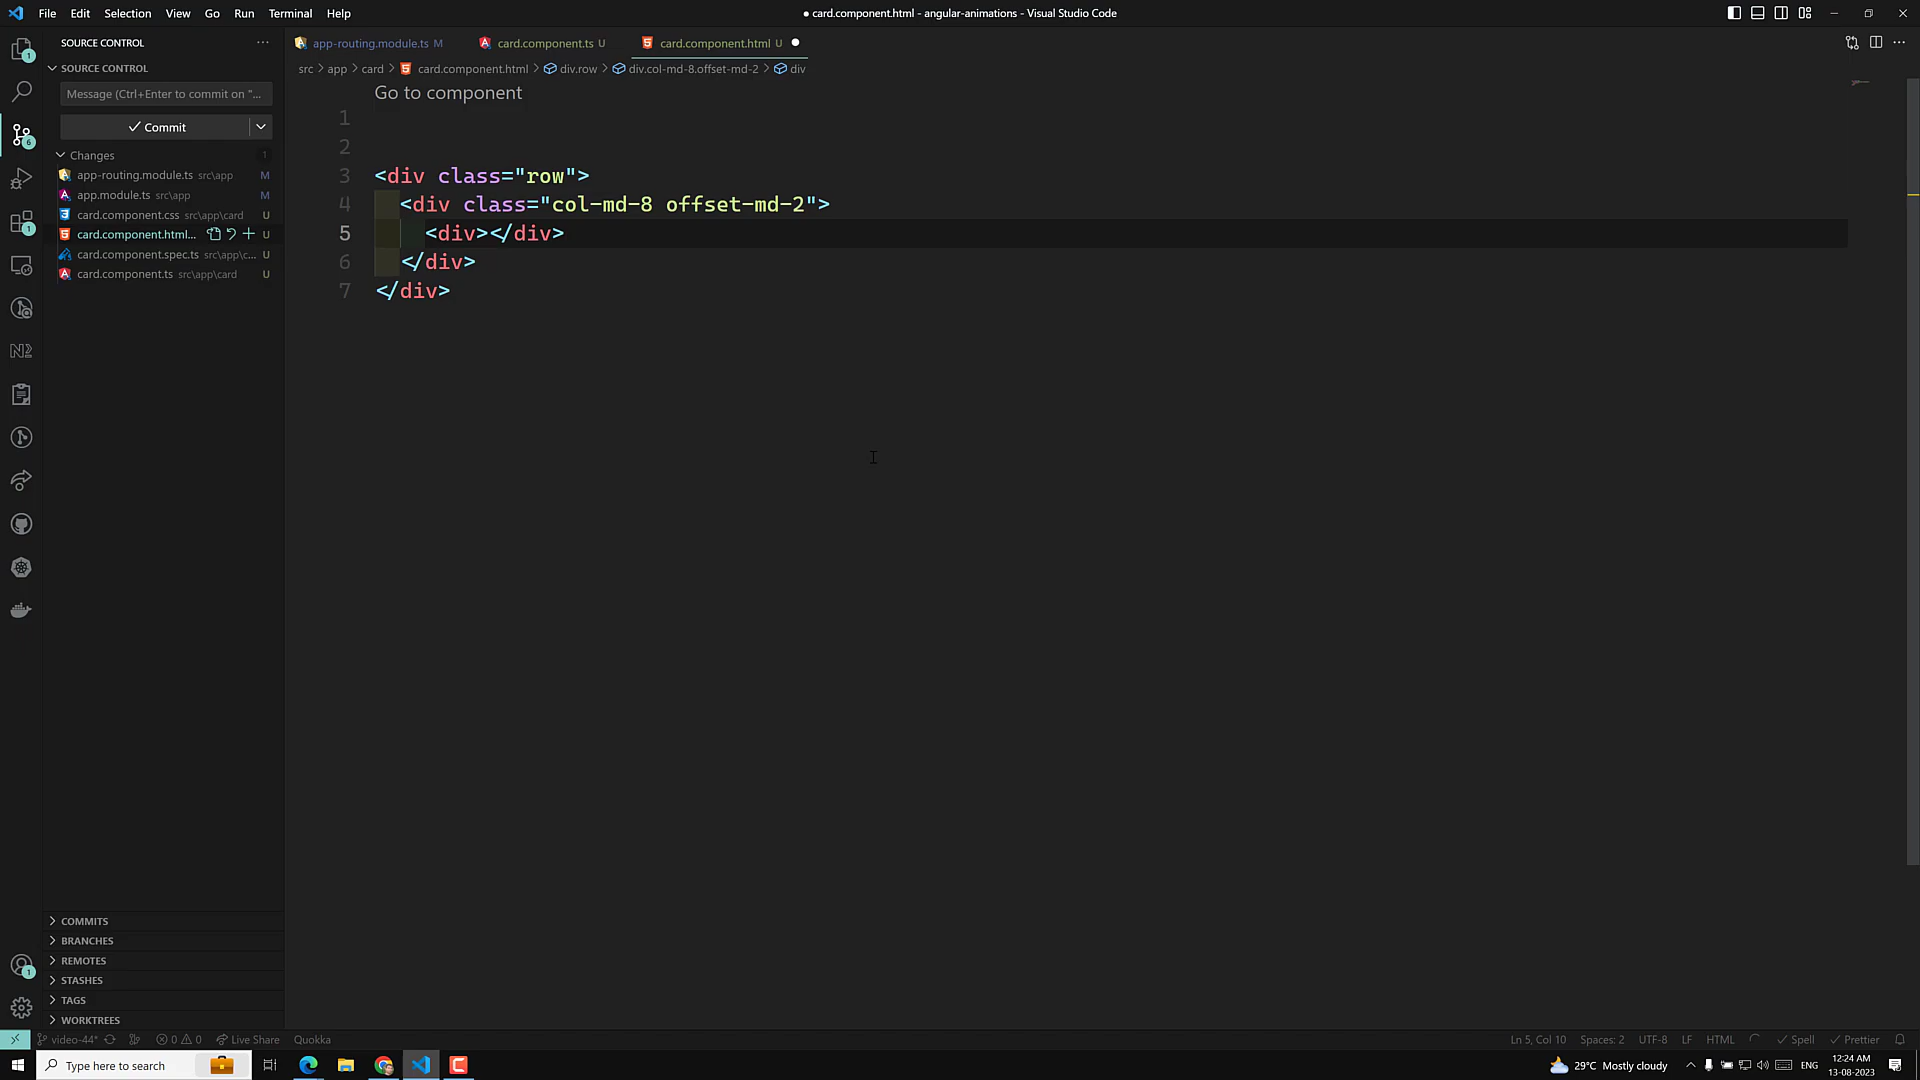 File Edit Selection View Go Run Terminal Help
● card.component.html - angular-animations - Visual Studio Code
SOURCE CONTROL
app-routing.module.ts M
card.component.ts U
card.component.html U
SOURCE CONTROL
src > app > card > card.component.html > div.row > div.col-md-8.offset-md-2 > div
Message (Ctrl+Enter to commit on "...
Go to component
Commit
Changes 1
app-routing.module.ts src\app M
app.module.ts src\app M
card.component.css src\app\card U
card.component.html... U
card.component.spec.ts src\app\c... U
card.component.ts src\app\card U
1
2
3 <div class="row">
4 <div class="col-md-8 offset-md-2">
5 <div></div>
6 </div>
7 </div>
COMMITS
BRANCHES
REMOTES
STASHES
TAGS
WORKTREES
video-44* 0 0 Live Share Quokka
Ln 5, Col 10 Spaces: 2 UTF-8 LF HTML Spell Prettier
Type here to search
29°C Mostly cloudy
ENG
12:24 AM
13-08-2023